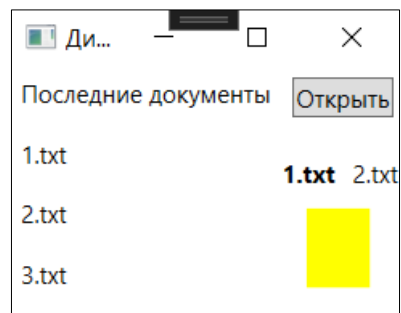 Ди...
Последние документы Открыть
1.txt
1.txt 2.txt
2.txt
3.txt